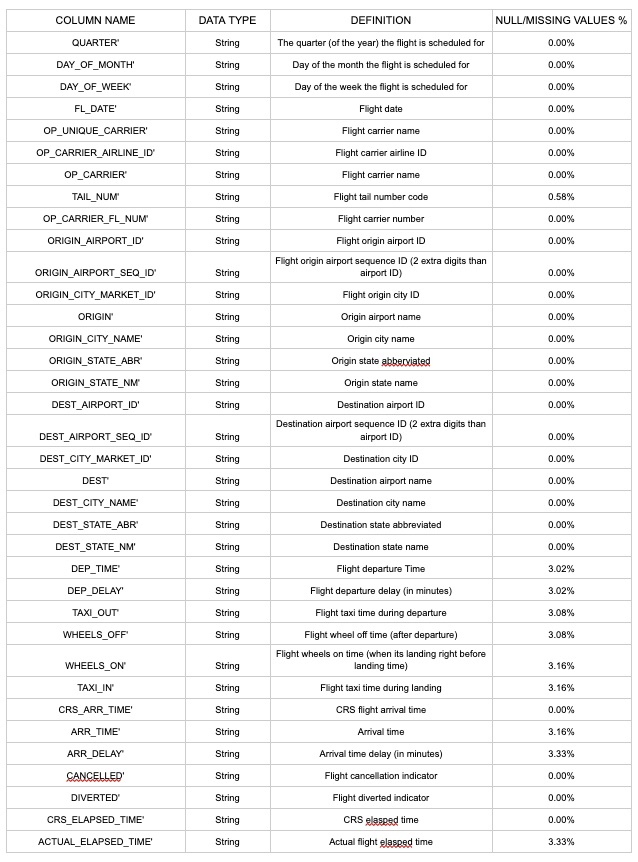 COLUMN NAME DATA TYPE DEFINITION NULL/MISSING VALUES %
QUARTER' String The quarter (of the year) the flight is scheduled for 0.00%
DAY_OF_MONTH' String Day of the month the flight is scheduled for 0.00%
DAY_OF_WEEK' String Day of the week the flight is scheduled for 0.00%
FL_DATE' String Flight date 0.00%
OP_UNIQUE_CARRIER' String Flight carrier name 0.00%
OP_CARRIER_AIRLINE_ID' String Flight carrier airline ID 0.00%
OP_CARRIER' String Flight carrier name 0.00%
TAIL_NUM' String Flight tail number code 0.58%
OP_CARRIER_FL_NUM' String Flight carrier number 0.00%
ORIGIN_AIRPORT_ID' String Flight origin airport ID 0.00%
Flight origin airport sequence ID (2 extra digits than
ORIGIN_AIRPORT_SEQ_ID' String airport ID) 0.00%
ORIGIN_CITY_MARKET_ID' String Flight origin city ID 0.00%
ORIGIN' String Origin airport name 0.00%
ORIGIN_CITY_NAME' String Origin city name 0.00%
ORIGIN_STATE_ABR' String Origin state abberviated 0.00%
ORIGIN_STATE_NM' String Origin state name 0.00%
DEST_AIRPORT_ID' String Destination airport ID 0.00%
Destination airport sequence ID (2 extra digits than
DEST_AIRPORT_SEQ_ID' String airport ID) 0.00%
DEST_CITY_MARKET_ID' String Destination city ID 0.00%
DEST' String Destination airport name 0.00%
DEST_CITY_NAME' String Destination city name 0.00%
DEST_STATE_ABR' String Destination state abbreviated 0.00%
DEST_STATE_NM' String Destination state name 0.00%
DEP_TIME' String Flight departure Time 3.02%
DEP_DELAY' String Flight departure delay (in minutes) 3.02%
TAXI_OUT' String Flight taxi time during departure 3.08%
WHEELS_OFF' String Flight wheel off time (after departure) 3.08%
Flight wheels on time (when its landing right before
WHEELS_ON' String landing time) 3.16%
TAXI_IN' String Flight taxi time during landing 3.16%
CRS_ARR_TIME' String CRS flight arrival time 0.00%
ARR_TIME' String Arrival time 3.16%
ARR_DELAY' String Arrival time delay (in minutes) 3.33%
CANCELLED' String Flight cancellation indicator 0.00%
DIVERTED' String Flight diverted indicator 0.00%
CRS_ELAPSED_TIME' String CRS elasped time 0.00%
ACTUAL_ELAPSED_TIME' String Actual flight elasped time 3.33%